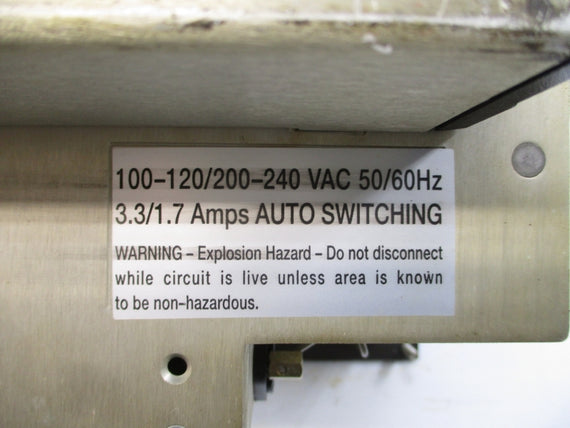 100-120/200-240 VAC 50/60Hz
3.3/1.7 Amps AUTO SWITCHING
WARNING - Explosion Hazard - Do not disconnect
while circuit is live unless area is known
to be non-hazardous.